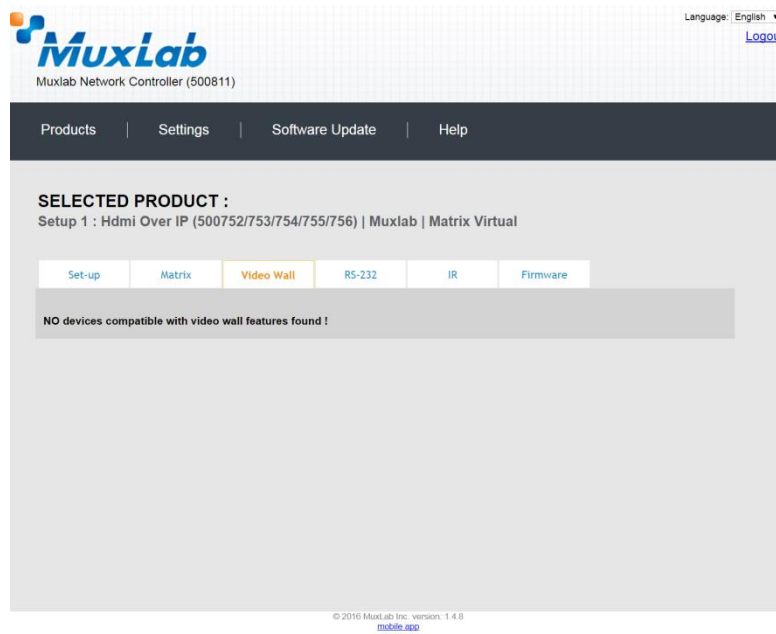 Language: English
Logou
MuxLab
Muxlab Network Controller (500811)
Products | Settings | Software Update | Help
SELECTED PRODUCT :
Setup 1 : Hdmi Over IP (500752/753/754/755/756) | Muxlab | Matrix Virtual
Set-up Matrix Video Wall RS-232 IR Firmware
NO devices compatible with video wall features found !
© 2016 MuxLab Inc. version: 1.4.8
mobile app